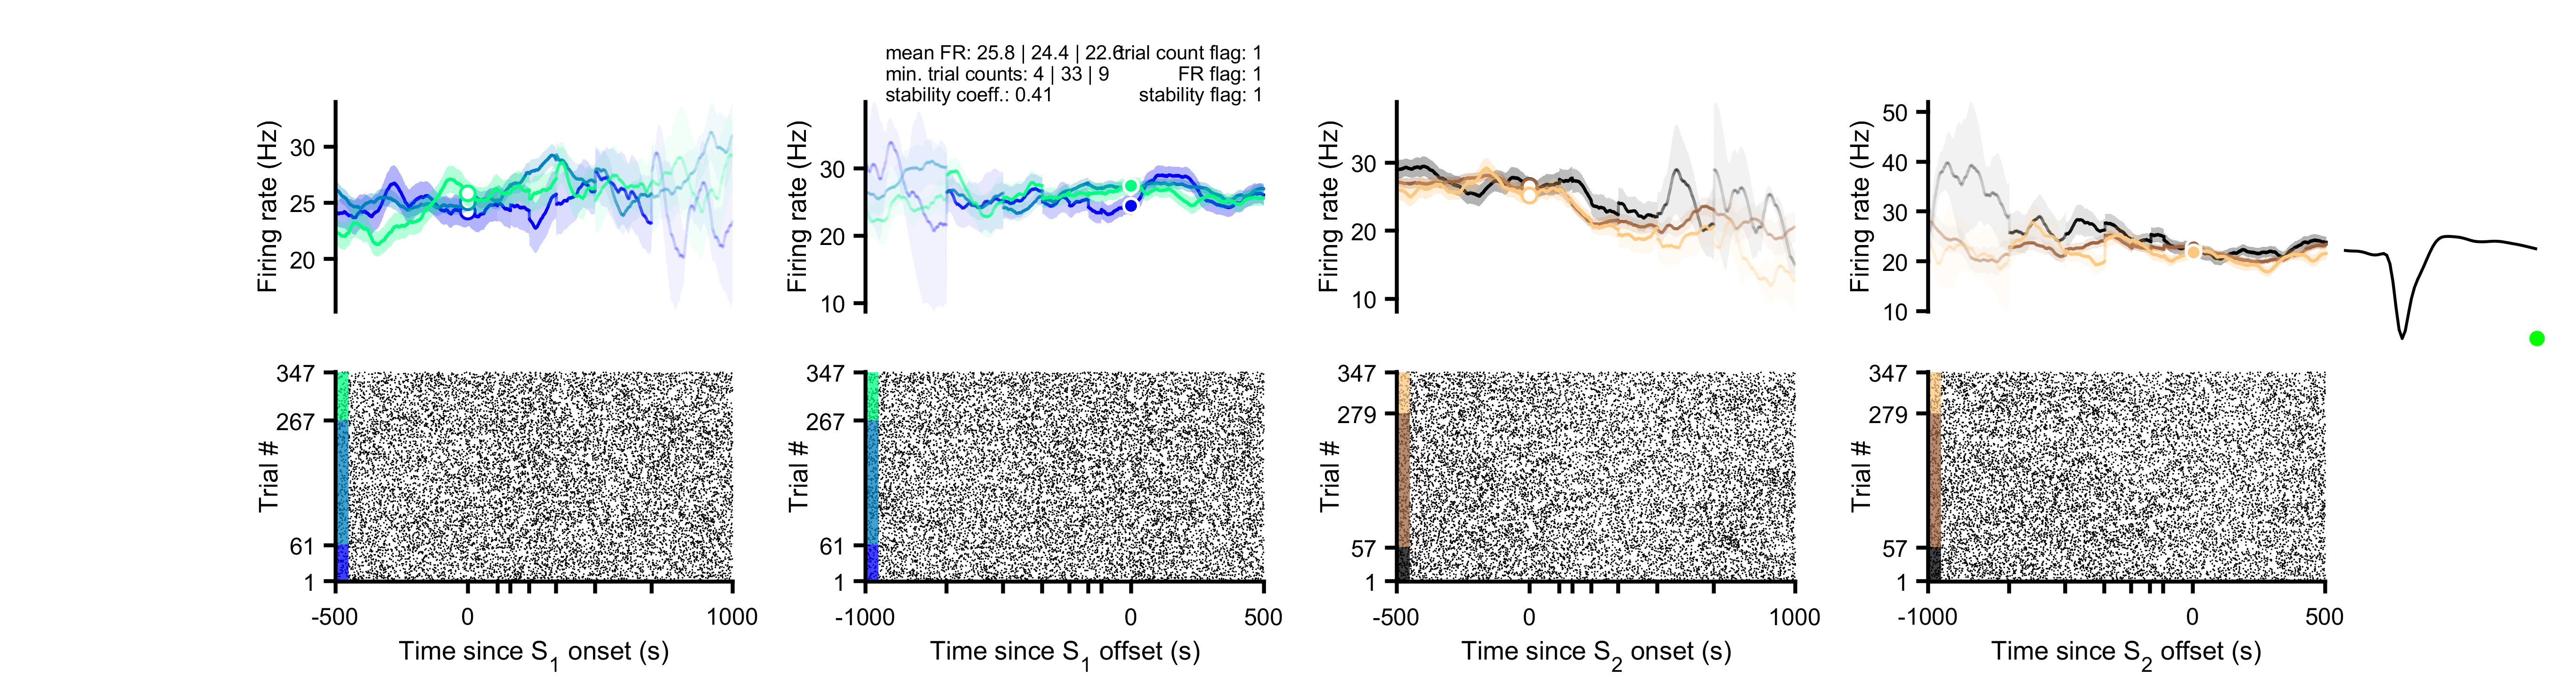 mean FR: 25.8 | 24.4 | 22.6
trial count flag: 1
min. trial counts: 4 | 33 | 9
FR flag: 1
stability coeff.: 0.41
stability flag: 1
Firing rate (Hz)
30
25
20
Firing rate (Hz)
30
20
10
Firing rate (Hz)
30
20
10
Firing rate (Hz)
50
40
30
20
10
Trial #
347
267
61
1
-500
0
1000
Time since S1 onset (s)
Trial #
347
267
61
1
-1000
0
500
Time since S1 offset (s)
Trial #
347
279
57
1
-500
0
1000
Time since S2 onset (s)
Trial #
347
279
57
1
-1000
0
500
Time since S2 offset (s)